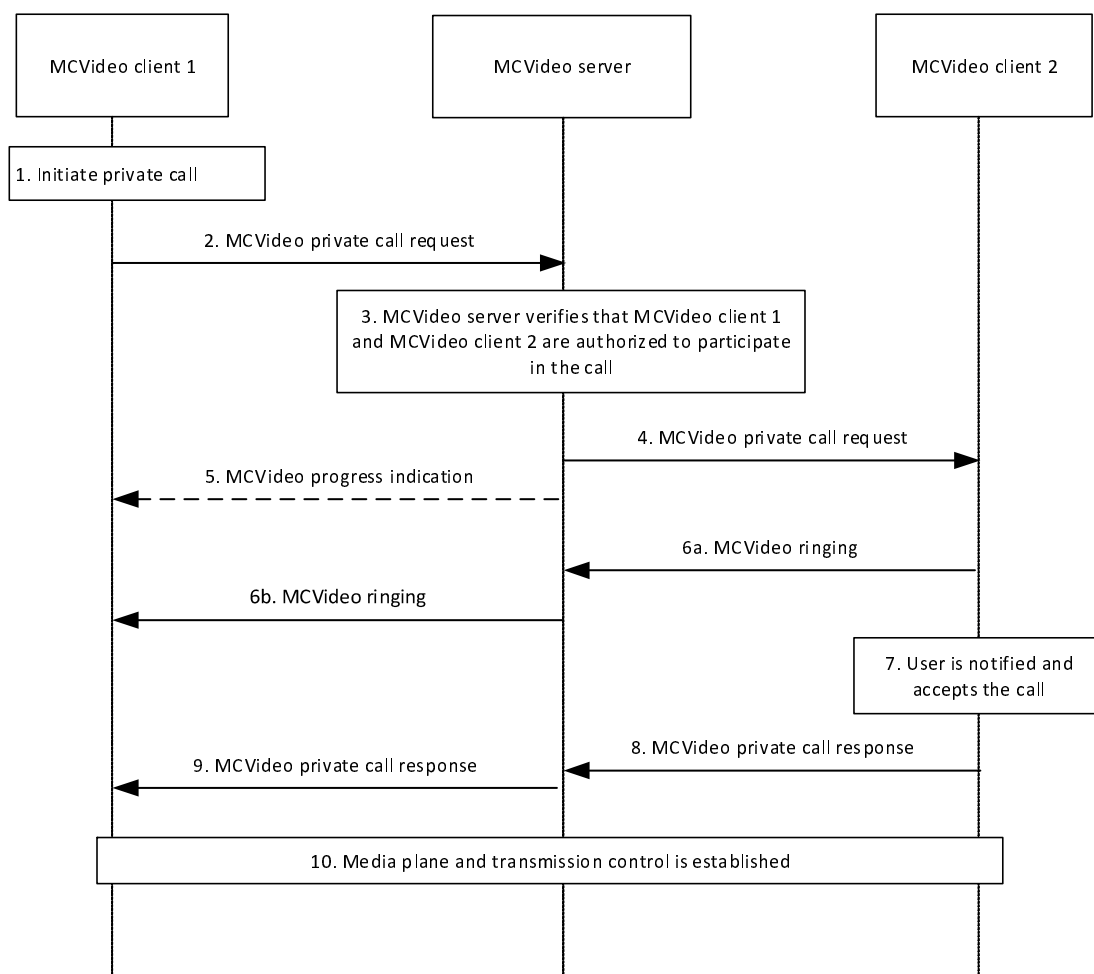 MCVideo client 1
MCVideo server
MCVideo client 2
1. Initiate private call
2. MCVideo private call request
3. MCVideo server verifies that MCVideo client 1
and MCVideo client 2 are authorized to participate
in the call
4. MCVideo private call request
5. MCVideo progress indication
6a. MCVideo ringing
6b. MCVideo ringing
7. User is notified and
accepts the call
8. MCVideo private call response
9. MCVideo private call response
10. Media plane and transmission control is established